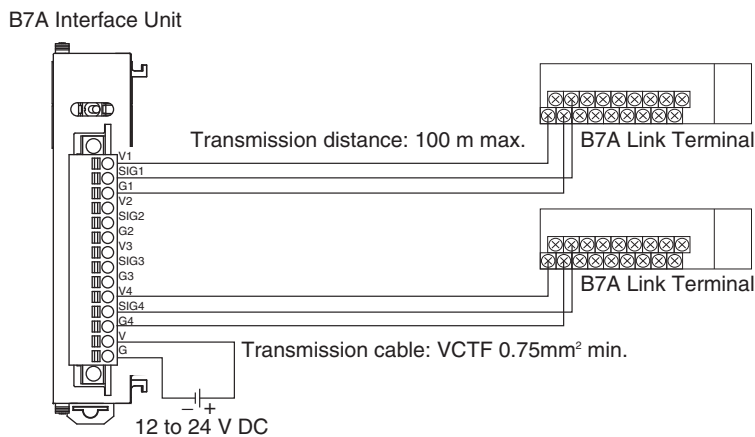 B7A Interface Unit
Transmission distance: 100 m max.
B7A Link Terminal
V1
SIG1
G1
V2
SIG2
G2
V3
SIG3
G3
V4
SIG4
G4
V
G
B7A Link Terminal
Transmission cable: VCTF 0.75mm² min.
– +
12 to 24 V DC